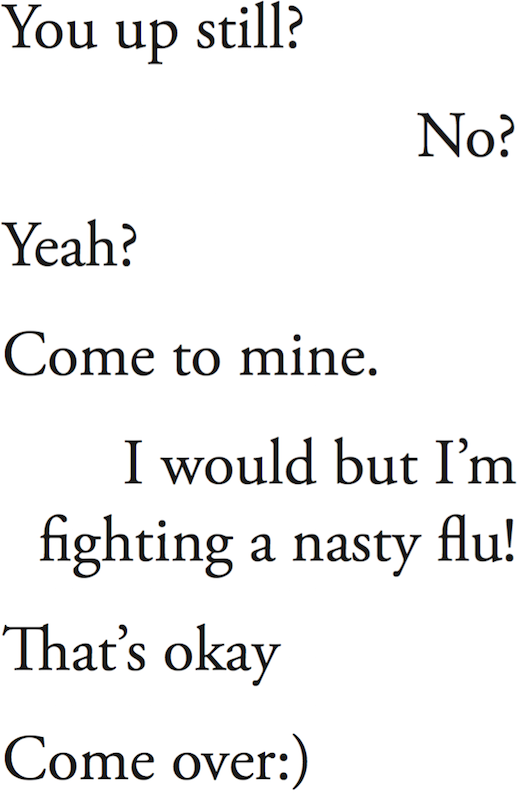 You up still?
No?
Yeah?
Come to mine.
I would but I’m
fighting a nasty flu!
That’s okay
Come over:)